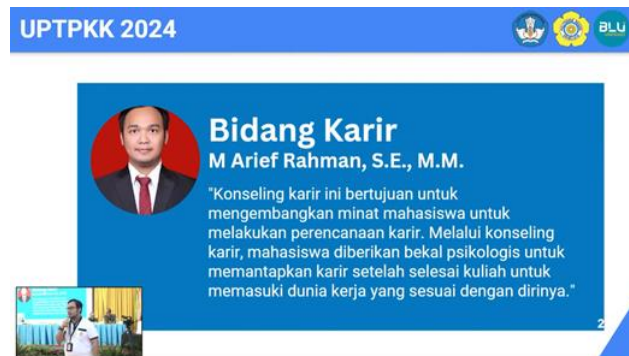 UPTPKK 2024
BLU
Bidang Karir
M Arief Rahman, S.E., M.M.
"Konseling karir ini bertujuan untuk
mengembangkan minat mahasiswa untuk
melakukan perencanaan karir. Melalui konseling
karir, mahasiswa diberikan bekal psikologis untuk
memantapkan karir setelah selesai kuliah untuk
memasuki dunia kerja yang sesuai dengan dirinya."
2